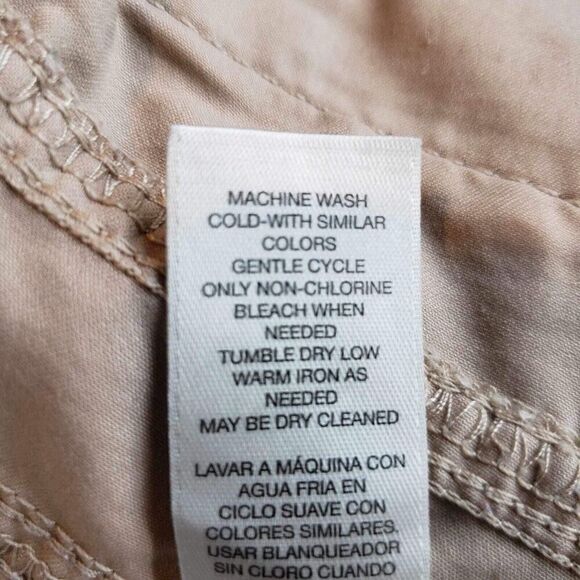 MACHINE WASH
COLD-WITH SIMILAR
COLORS
GENTLE CYCLE
ONLY NON-CHLORINE
BLEACH WHEN
NEEDED
TUMBLE DRY LOW
WARM IRON AS
NEEDED
MAY BE DRY CLEANED
LAVAR A MÁQUINA CON
AGUA FRIA EN
CICLO SUAVE CON
COLORES SIMILARES.
USAR BLANQUEADOR
SIN CLORO CUANDO